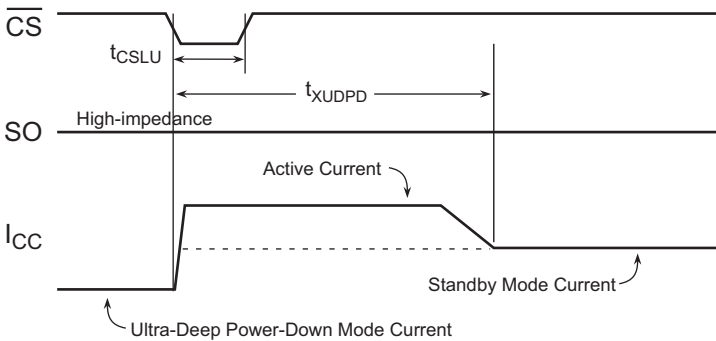 CS
tCSLU
tXUDPD
High-impedance
SO
Active Current
ICC
Standby Mode Current
Ultra-Deep Power-Down Mode Current